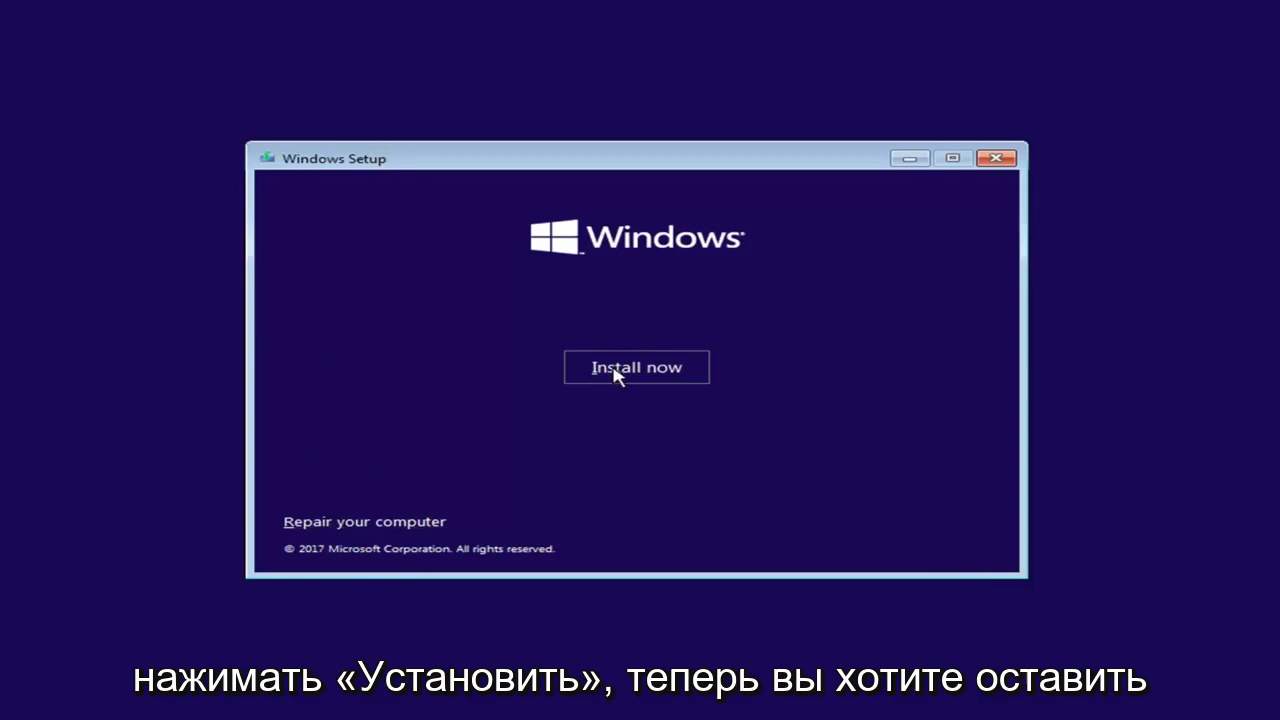 Windows Setup
Windows
Install now
Repair your computer
© 2017 Microsoft Corporation. All rights reserved.
нажимать «Установить», теперь вы хотите оставить